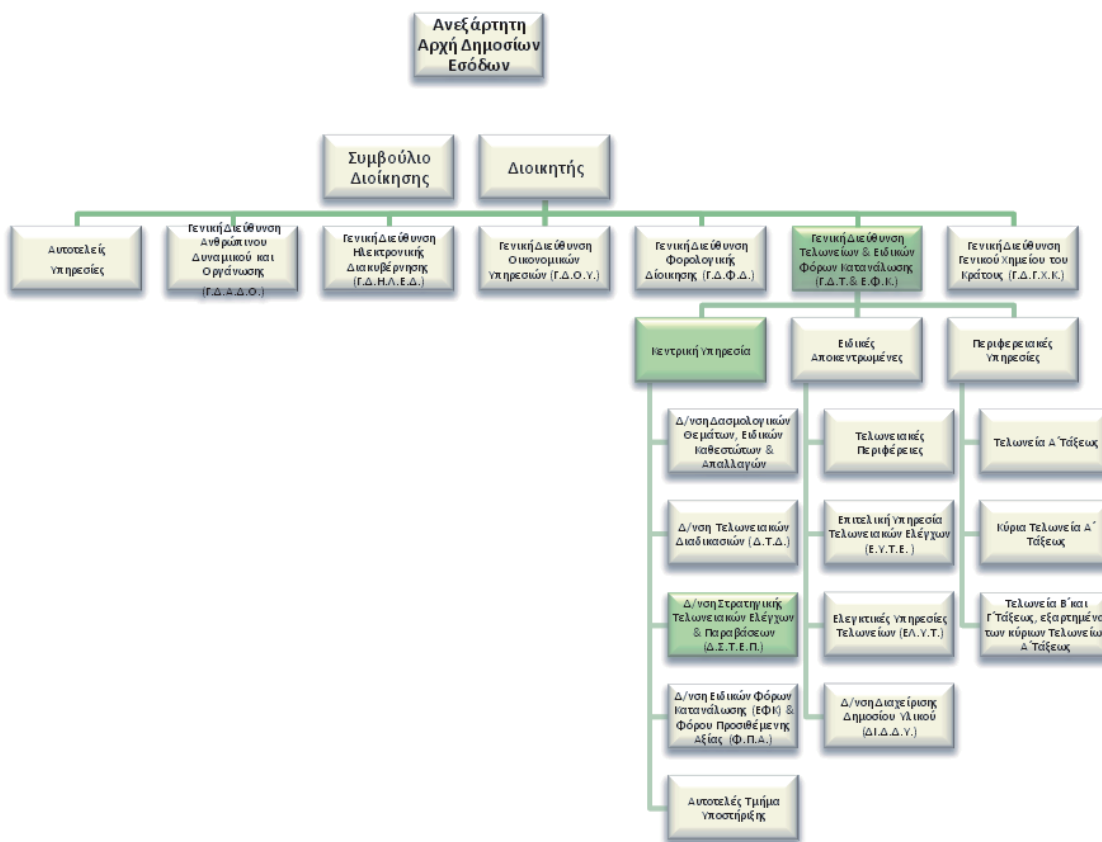 Ανεξάρτητη
Αρχή Δημοσίων
Εσόδων
Συμβούλιο
Διοίκησης
Διοικητής
Αυτοτελείς
Υπηρεσίες
Γενική Διεύθυνση
Ανθρώπινου
Δυναμικού και
Οργάνωσης
(Γ.Δ.Α.Δ.Ο.)
Γενική Διεύθυνση
Ηλεκτρονικής
Διακυβέρνησης
(Γ.Δ.Η.Λ.Ε.Δ.)
Γενική Διεύθυνση
Οικονομικών
Υπηρεσιών (Γ.Δ.Ο.Υ.)
Γενική Διεύθυνση
Φορολογικής
Δίοικησης (Γ.Δ.Φ.Δ.)
Γενική Διεύθυνση
Τελωνείων & Ειδικών
Φόρων Κατανάλωσης
(Γ.Δ.Τ.& Ε.Φ.Κ.)
Γενική Διεύθυνση
Γενικού Χημείου του
Κράτους (Γ.Δ.Γ.Χ.Κ.)
Κεντρική Υπηρεσία
Ειδικές
Αποκεντρωμένες
Περιφερειακές
Υπηρεσίες
Δ/νση Δασμολογικών
Θεμάτων, Ειδικών
Καθεστώτων &
Απαλλαγών
Δ/νση Τελωνειακών
Διαδικασιών (Δ.Τ.Δ.)
Δ/νση Στρατηγικής
Τελωνειακών Ελέγχων
& Παραβάσεων
(Δ.Σ.Τ.Ε.Π.)
Δ/νση Ειδικών Φόρων
Κατανάλωσης (ΕΦΚ) &
Φόρου Προσιθέμενης
Αξίας (Φ.Π.Α.)
Αυτοτελές Τμήμα
Υποστήριξης
Τελωνειακές
Περιφέρειες
Επιτελική Υπηρεσία
Τελωνειακών Ελέγχων
(Ε.Υ.Τ.Ε.)
Ελεγκτικές Υπηρεσίες
Τελωνείων (ΕΛ.Υ.Τ.)
Δ/νση Διαχείρισης
Δημοσίου Υλικού
(ΔΙ.Δ.Δ.Υ.)
Τελωνεία Α΄Τάξεως
Κύρια Τελωνεία Α΄
Τάξεως
Τελωνεία Β΄και
Γ΄Τάξεως, εξαρτημένα
των κύριων Τελωνείων
Α΄Τάξεως